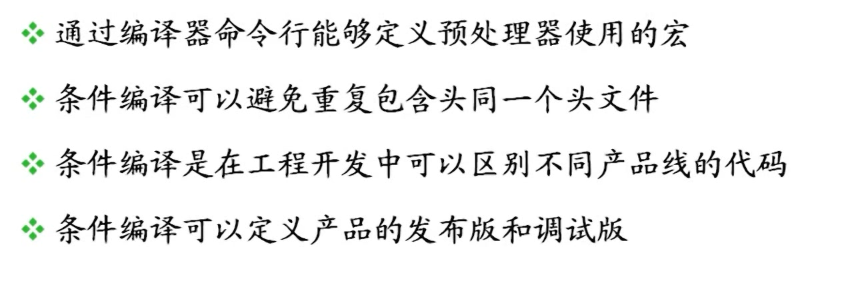 通过编译器命令行能够定义预处理器使用的宏
条件编译可以避免重复包含头同一个头文件
条件编译是在工程开发中可以区别不同产品线的代码
条件编译可以定义产品的发布版和调试版